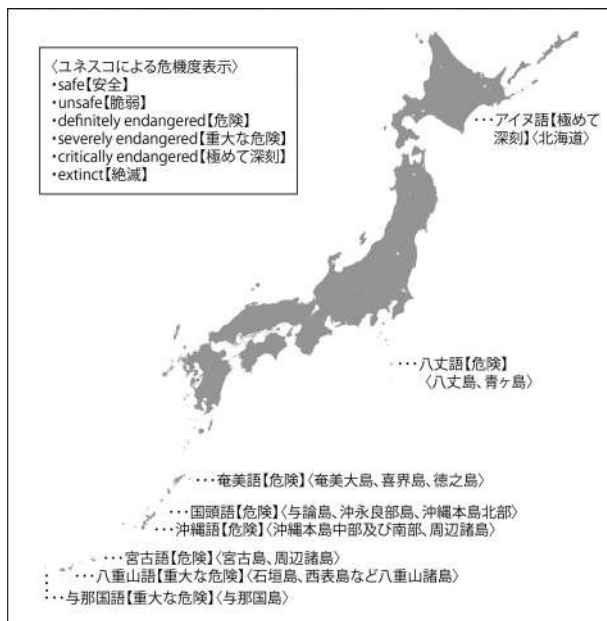 〈ユネスコによる危機度表示〉
・safe【安全】
・unsafe【脆弱】
・definitely endangered【危険】
・severely endangered【重大な危険】
・critically endangered【極めて深刻】
・extinct【絶滅】
・・・アイヌ語【極めて
深刻】〈北海道〉
・・・八丈語【危険】
〈八丈島、青ヶ島〉
・・・奄美語【危険】〈奄美大島、喜界島、徳之島〉
・・・国頭語【危険】〈与論島、沖永良部島、沖縄本島北部〉
・・・沖縄語【危険】〈沖縄本島中部及び南部、周辺諸島〉
・・・宮古語【危険】〈宮古島、周辺諸島〉
・・・八重山語【重大な危険】〈石垣島、西表島など八重山諸島〉
・・・与那国語【重大な危険】〈与那国島〉